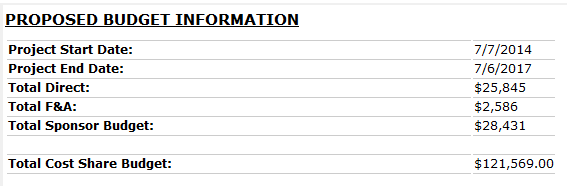 PROPOSED BUDGET INFORMATION
Project Start Date: 7/7/2014
Project End Date: 7/6/2017
Total Direct: $25,845
Total F&A: $2,586
Total Sponsor Budget: $28,431
Total Cost Share Budget: $121,569.00